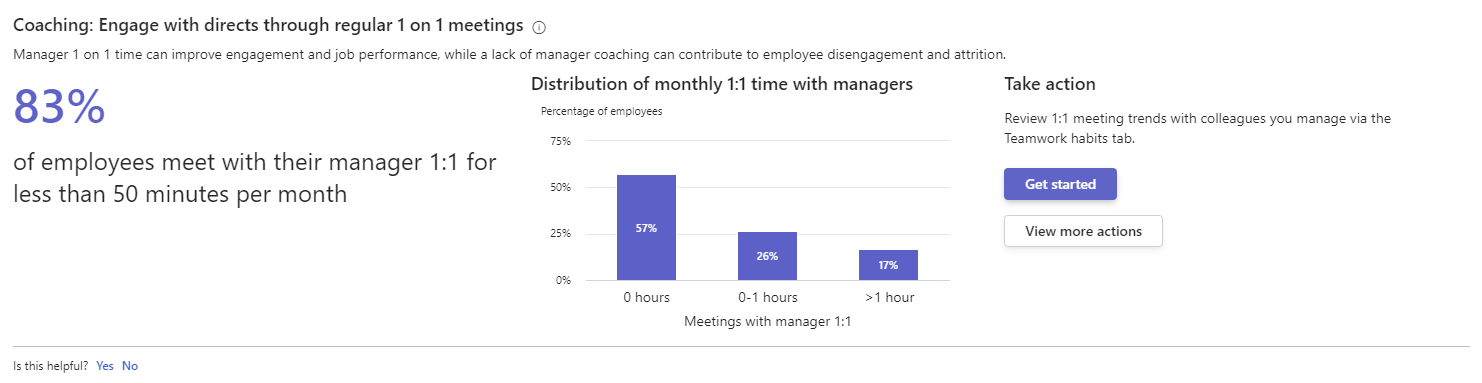 Coaching: Engage with directs through regular 1 on 1 meetings
Manager 1 on 1 time can improve engagement and job performance, while a lack of manager coaching can contribute to employee disengagement and attrition.
83%
of employees meet with their manager 1:1 for
less than 50 minutes per month
Distribution of monthly 1:1 time with managers
Percentage of employees
75%
50%
25%
0%
57%
26%
17%
0 hours
0-1 hours
>1 hour
Meetings with manager 1:1
Take action
Review 1:1 meeting trends with colleagues you manage via the
Teamwork habits tab.
Get started
View more actions
Is this helpful? Yes No